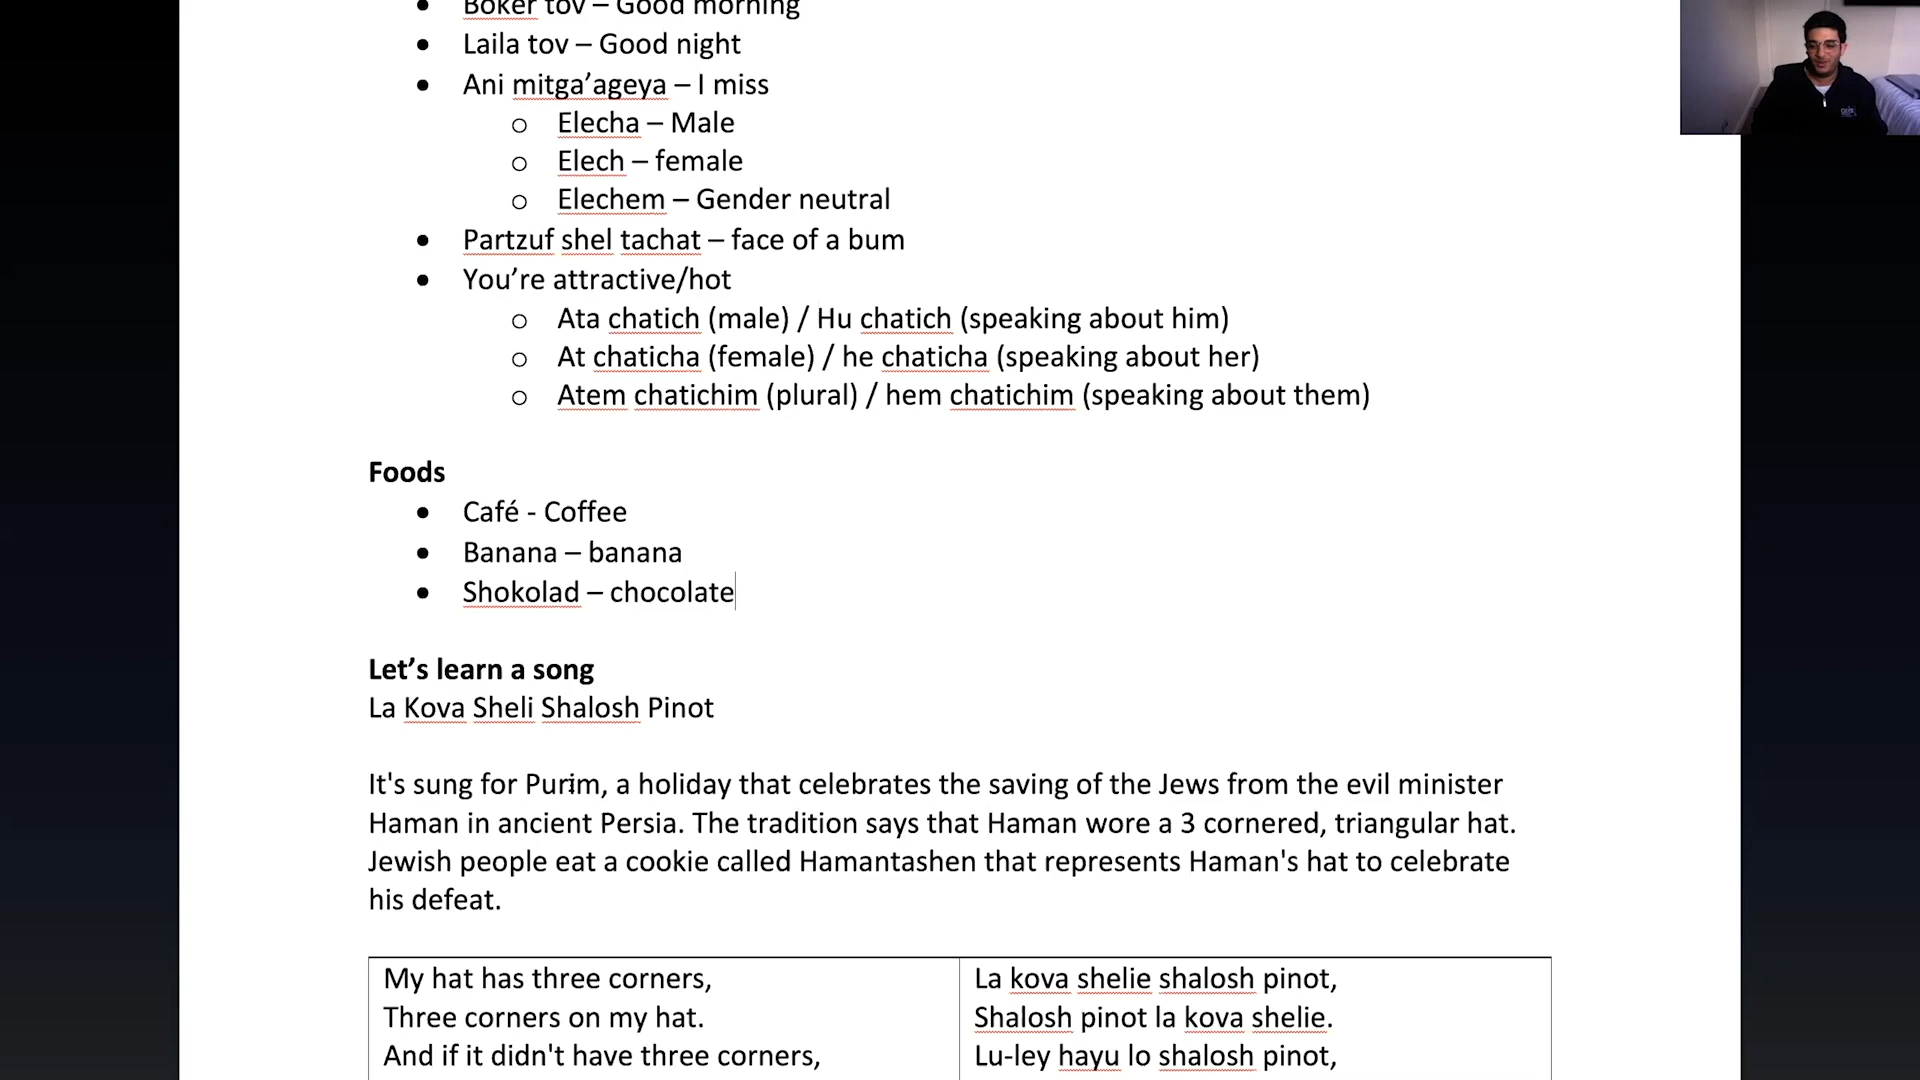 Boker tov – Good morning
Laila tov – Good night
Ani mitga’ageya – I miss
Elecha – Male
Elech – female
Elechem – Gender neutral
Partzuf shel tachat – face of a bum
You’re attractive/hot
Ata chatich (male) / Hu chatich (speaking about him)
At chaticha (female) / he chaticha (speaking about her)
Atem chatichim (plural) / hem chatichim (speaking about them)
Foods
Café - Coffee
Banana – banana
Shokolad – chocolate
Let’s learn a song
La Kova Sheli Shalosh Pinot
It's sung for Purim, a holiday that celebrates the saving of the Jews from the evil minister
Haman in ancient Persia. The tradition says that Haman wore a 3 cornered, triangular hat.
Jewish people eat a cookie called Hamantashen that represents Haman's hat to celebrate
his defeat.
My hat has three corners,
Three corners on my hat.
And if it didn't have three corners,
La kova shelie shalosh pinot,
Shalosh pinot la kova shelie.
Lu-ley hayu lo shalosh pinot,